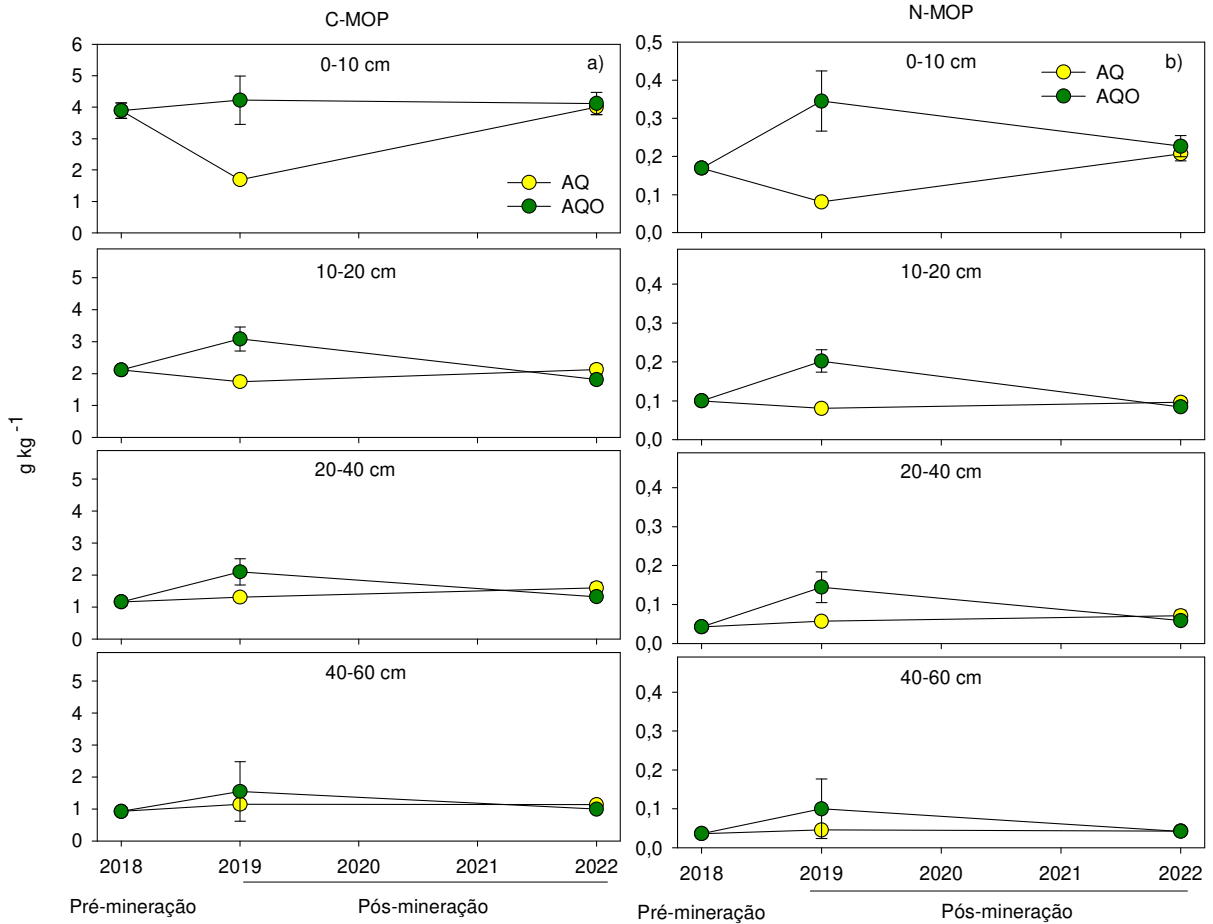 C-MOP
N-MOP
0-10 cm
a)
6
5
4
3
2
1
0
AQ
AQO
0-10 cm
b)
0,5
0,4
0,3
0,2
0,1
0,0
AQ
AQO
10-20 cm
5
4
3
2
1
0
10-20 cm
0,4
0,3
0,2
0,1
0,0
g kg -1
20-40 cm
5
4
3
2
1
0
20-40 cm
0,4
0,3
0,2
0,1
0,0
40-60 cm
5
4
3
2
1
0
40-60 cm
0,4
0,3
0,2
0,1
0,0
2018 2019 2020 2021 2022
2018 2019 2020 2021 2022
Pré-mineração
Pós-mineração
Pré-mineração
Pós-mineração